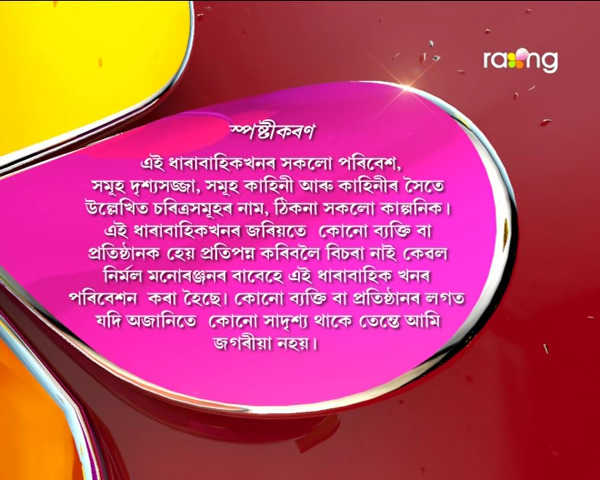 raong
স্পষ্টীকৰণ
এই ধাৰাবাহিকখনৰ সকলো পৰিবেশ,
সমূহ দৃশ্যসজ্জা, সমূহ কাহিনী আৰু কাহিনীৰ সৈতে
উল্লেখিত চৰিত্ৰসমূহৰ নাম, ঠিকনা সকলো কাল্পনিক।
এই ধাৰাবাহিকখনৰ জৰিয়তে কোনো ব্যক্তি বা
প্ৰতিষ্ঠানক হেয় প্ৰতিপন্ন কৰিবলৈ বিচৰা নাই কেৱল
নিৰ্মল মনোৰঞ্জনৰ বাবেহে এই ধাৰাবাহিক খনৰ
পৰিবেশন কৰা হৈছে। কোনো ব্যক্তি বা প্ৰতিষ্ঠানৰ লগত
যদি অজানিতে কোনো সাদৃশ্য থাকে তেন্তে আমি
জগৰীয়া নহয়।